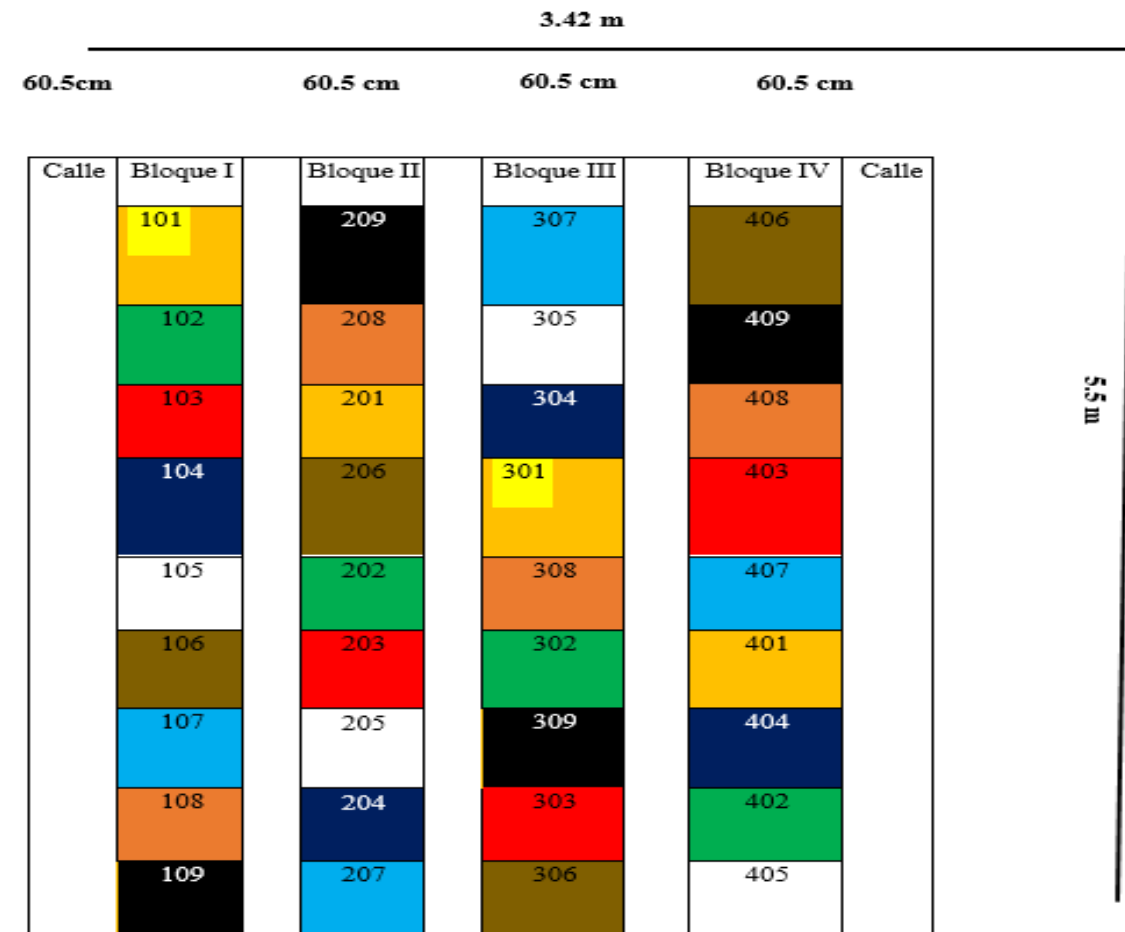 3.42 m
60.5cm 60.5 cm 60.5 cm 60.5 cm
Calle Bloque I Bloque II Bloque III Bloque IV Calle
101 209 307 406
102 208 305 409
103 201 304 408
104 206 301 403
105 202 308 407
106 203 302 401
107 205 309 404
108 204 303 402
109 207 306 405
5.5 m